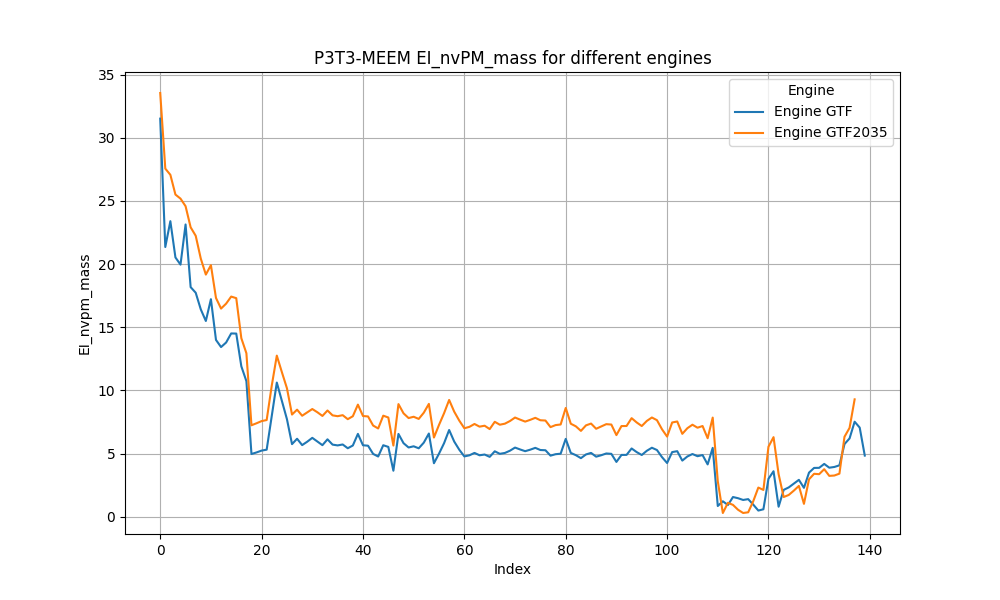 P3T3-MEEM EI_nvPM_mass for different engines
Engine
Engine GTF
Engine GTF2035
EI_nvpm_mass
35
30
25
20
15
10
5
0
0 20 40 60 80 100 120 140
Index